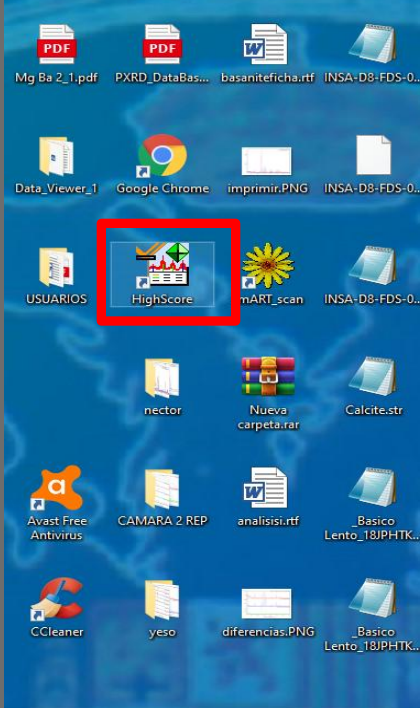 PDF
PDF
W
Mg Ba 2_1.pdf
PXRD_DataBas...
basaniteficha.rtf
INSA-D8-FDS-0...
Data_Viewer_1
Google Chrome
imprimir.PNG
INSA-D8-FDS-0...
USUARIOS
HighScore
mART_scan
INSA-D8-FDS-0...
nector
Nueva
carpeta.rar
Calcite.str
W
Avast Free
Antivirus
CAMARA 2 REP
analisisi.rtf
_Basico
Lento_18JPHTK...
CCleaner
yeso
diferencias.PNG
_Basico
Lento_18JPHTK...